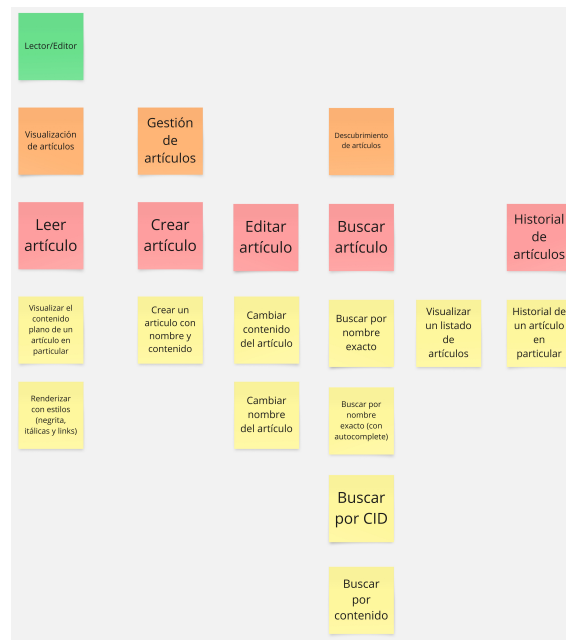 Lector/Editor
Visualización
de artículos
Gestión
de
artículos
Descubrimiento
de artículos
Leer
artículo
Crear
artículo
Editar
artículo
Buscar
artículo
Historial
de
artículos
Visualizar el
contenido
plano de un
artículo en
particular
Crear un
articulo con
nombre y
contenido
Cambiar
contenido
del artículo
Buscar por
nombre
exacto
Visualizar
un listado
de
artículos
Historial de
un artículo
en
particular
Renderizar
con estilos
(negrita,
itálicas y links)
Cambiar
nombre
del artículo
Buscar por
nombre
exacto (con
autocomplete)
Buscar
por CID
Buscar
por
contenido